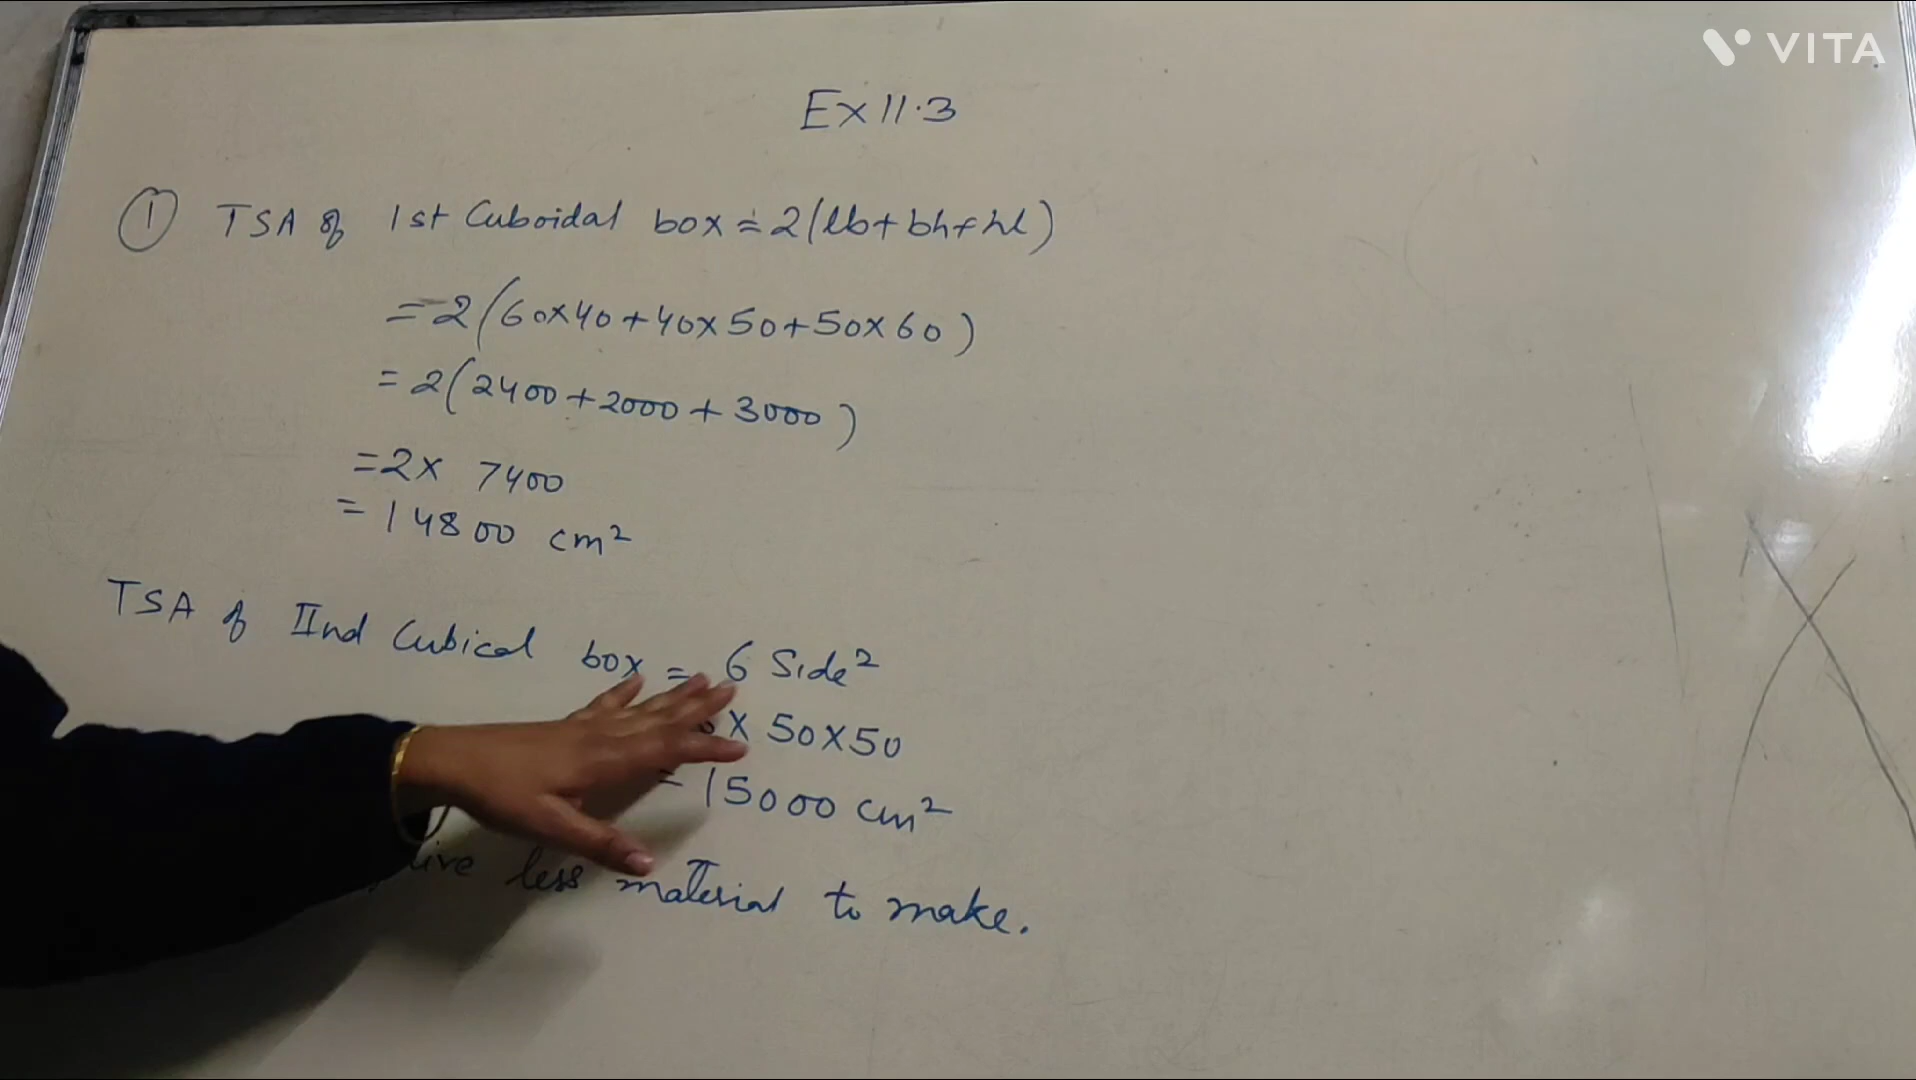 VITA
Ex 11.3
① TSA of 1st Cuboidal box = 2(lb+bh+hl)
= 2(60×40+40×50+50×60)
= 2(2400+2000+3000)
= 2× 7400
= 14800 cm²
TSA of IInd Cubical box = 6 Side²
× 50×50
= 15000 cm²
less material to make.